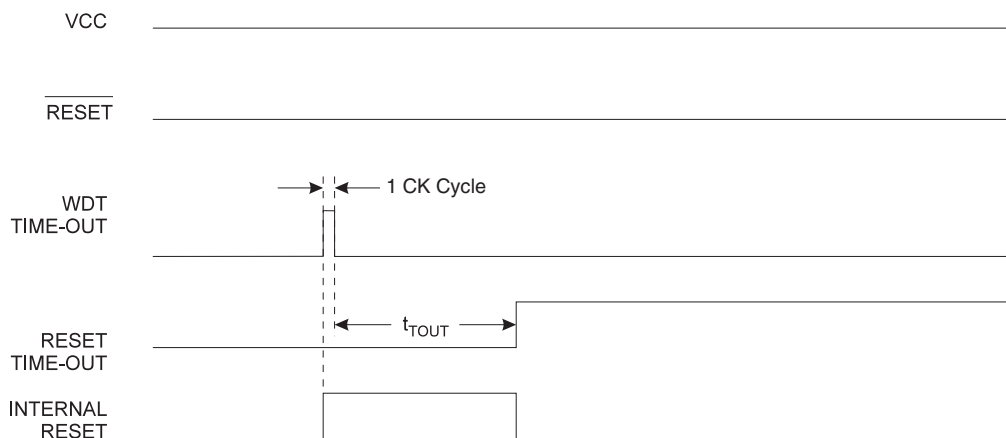 VCC
RESET
1 CK Cycle
WDT
TIME-OUT
tTOUT
RESET
TIME-OUT
INTERNAL
RESET